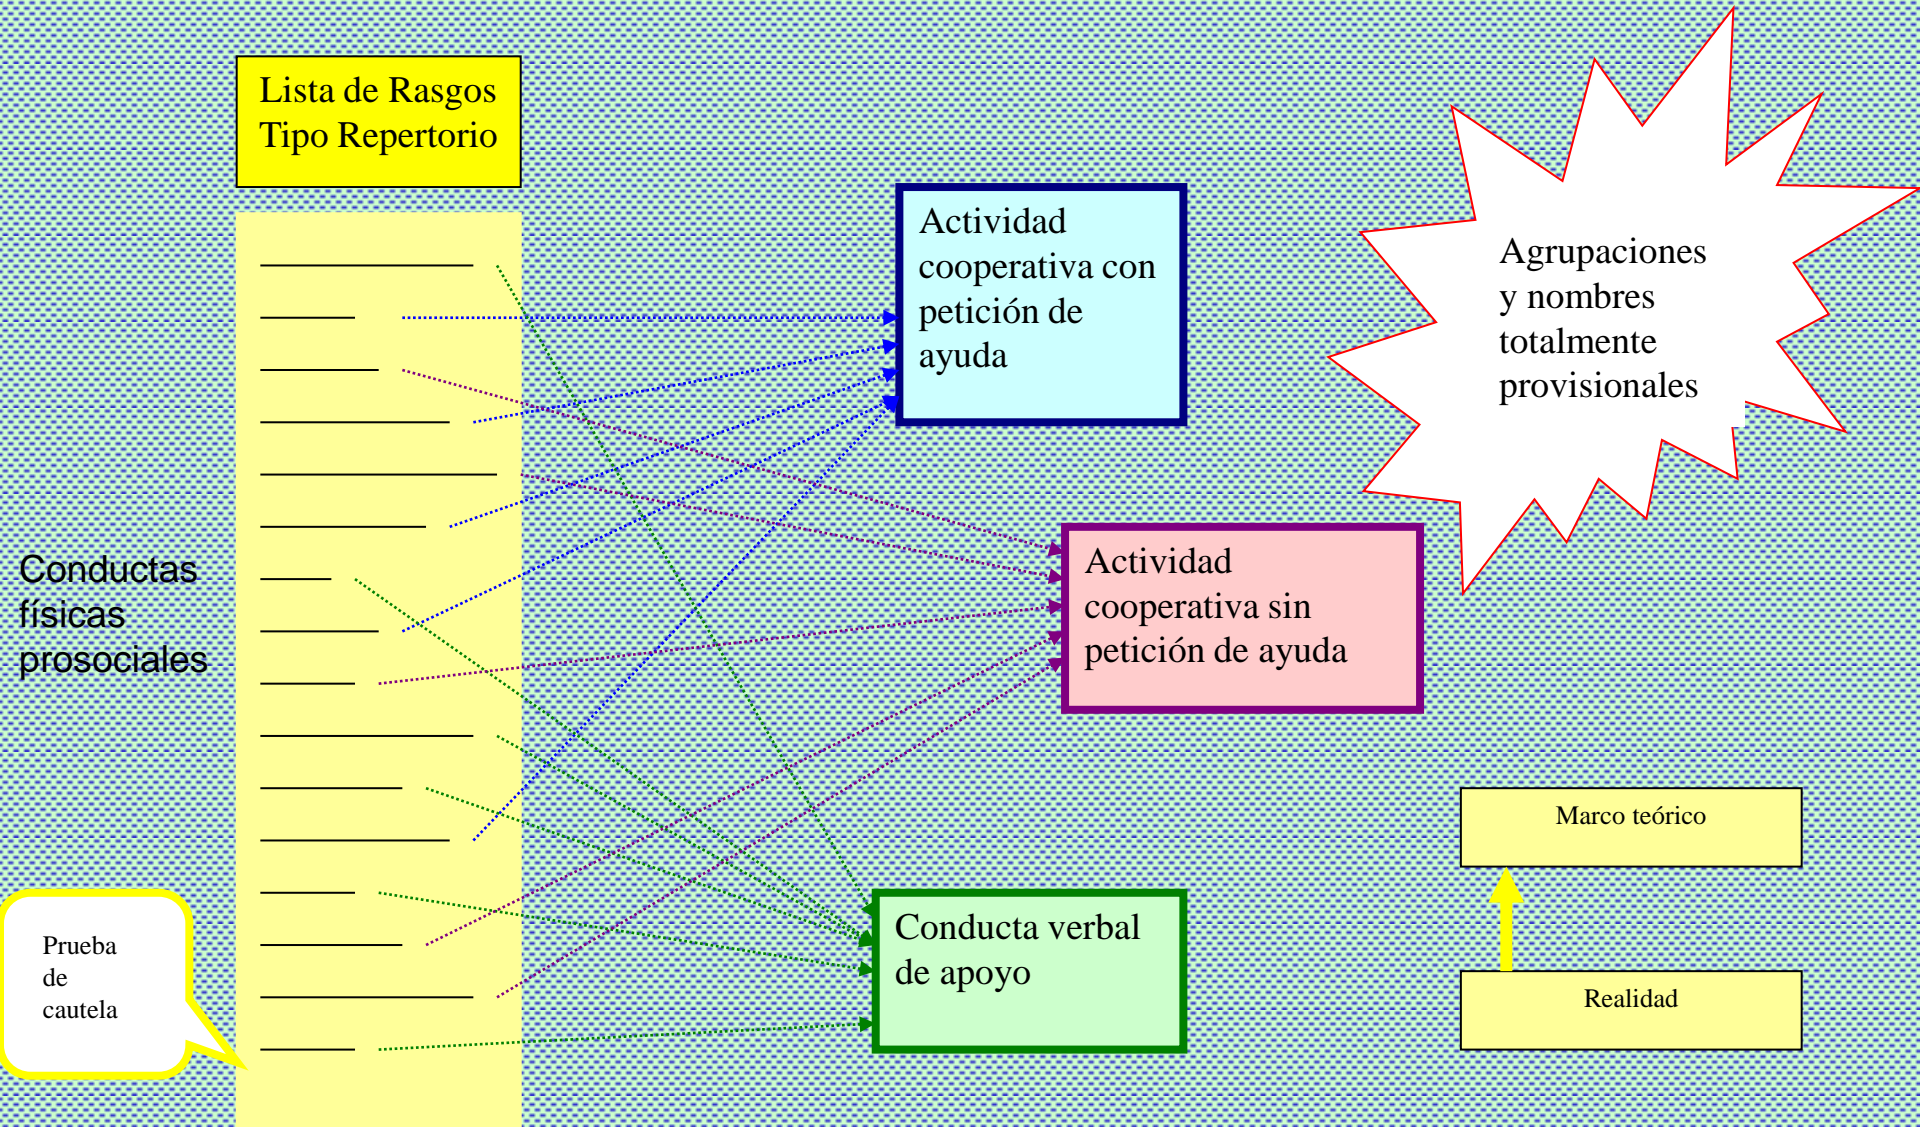 Lista de Rasgos
Tipo Repertorio
Actividad
cooperativa con
petición de
ayuda
Agrupaciones
y nombres
totalmente
provisionales
Conductas
físicas
prosociales
Actividad
cooperativa sin
petición de ayuda
Marco teórico
Prueba
de
cautela
Conducta verbal
de apoyo
Realidad